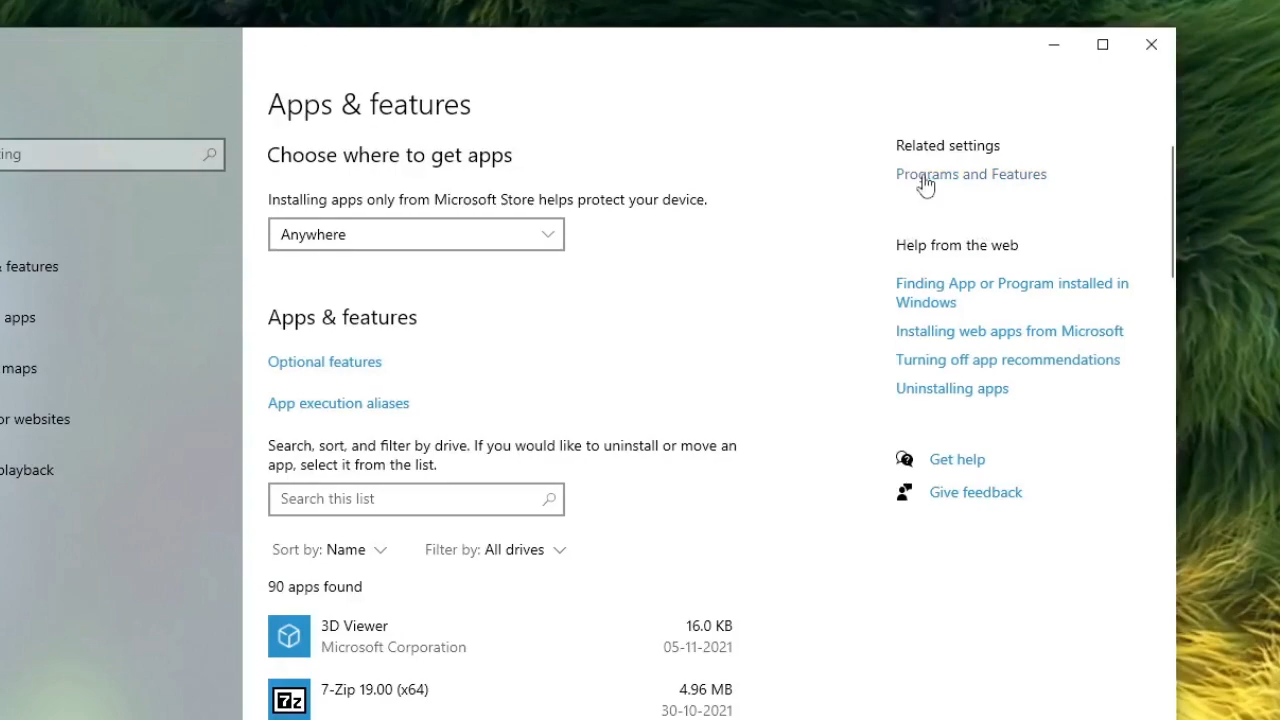 Apps & features
Choose where to get apps
Installing apps only from Microsoft Store helps protect your device.
Anywhere
Apps & features
Optional features
App execution aliases
Search, sort, and filter by drive. If you would like to uninstall or move an
app, select it from the list.
Search this list
Sort by: Name
Filter by: All drives
90 apps found
3D Viewer
16.0 KB
Microsoft Corporation
05-11-2021
7-Zip 19.00 (x64)
4.96 MB
30-10-2021
7z
Related settings
Programs and Features
Help from the web
Finding App or Program installed in
Windows
Installing web apps from Microsoft
Turning off app recommendations
Uninstalling apps
Get help
Give feedback
ing
& features
apps
maps
or websites
playback